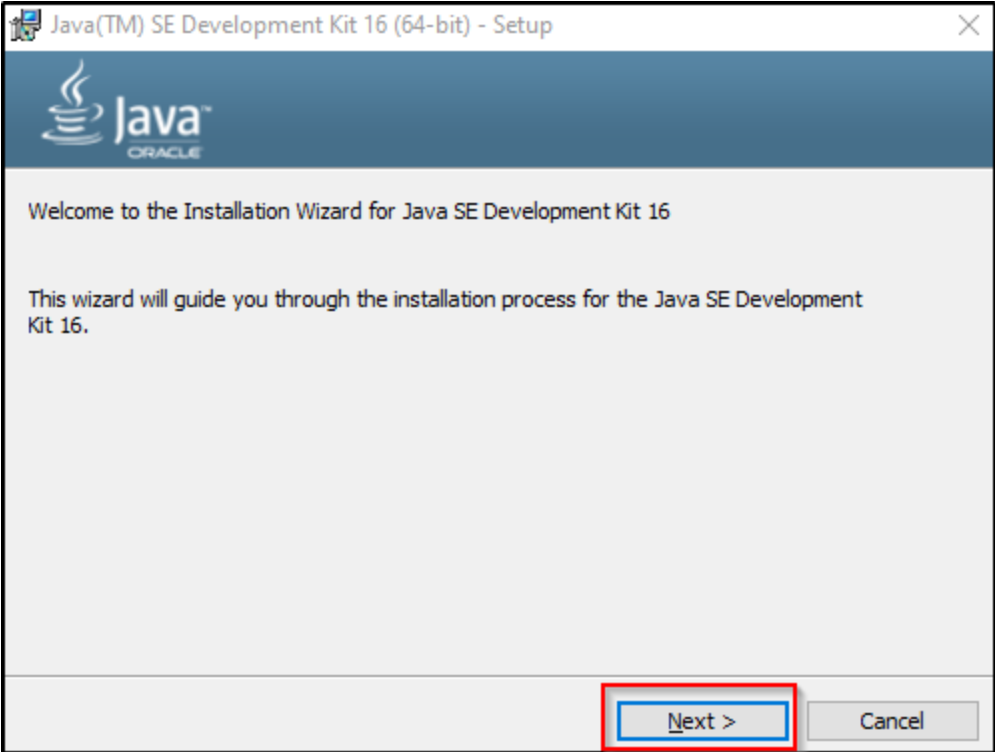 Java(TM) SE Development Kit 16 (64-bit) - Setup
Java™
ORACLE
Welcome to the Installation Wizard for Java SE Development Kit 16
This wizard will guide you through the installation process for the Java SE Development
Kit 16.
Next >
Cancel